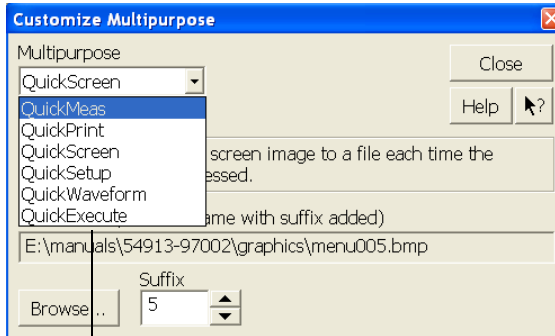 Customize Multipurpose
Multipurpose
QuickScreen
Close
Help
?
QuickMeas
QuickPrint
QuickScreen
QuickSetup
QuickWaveform
QuickExecute
screen image to a file each time the
essed.
ame with suffix added)
E:\manuals\54913-97002\graphics\menu005.bmp
Suffix
Browse...
5